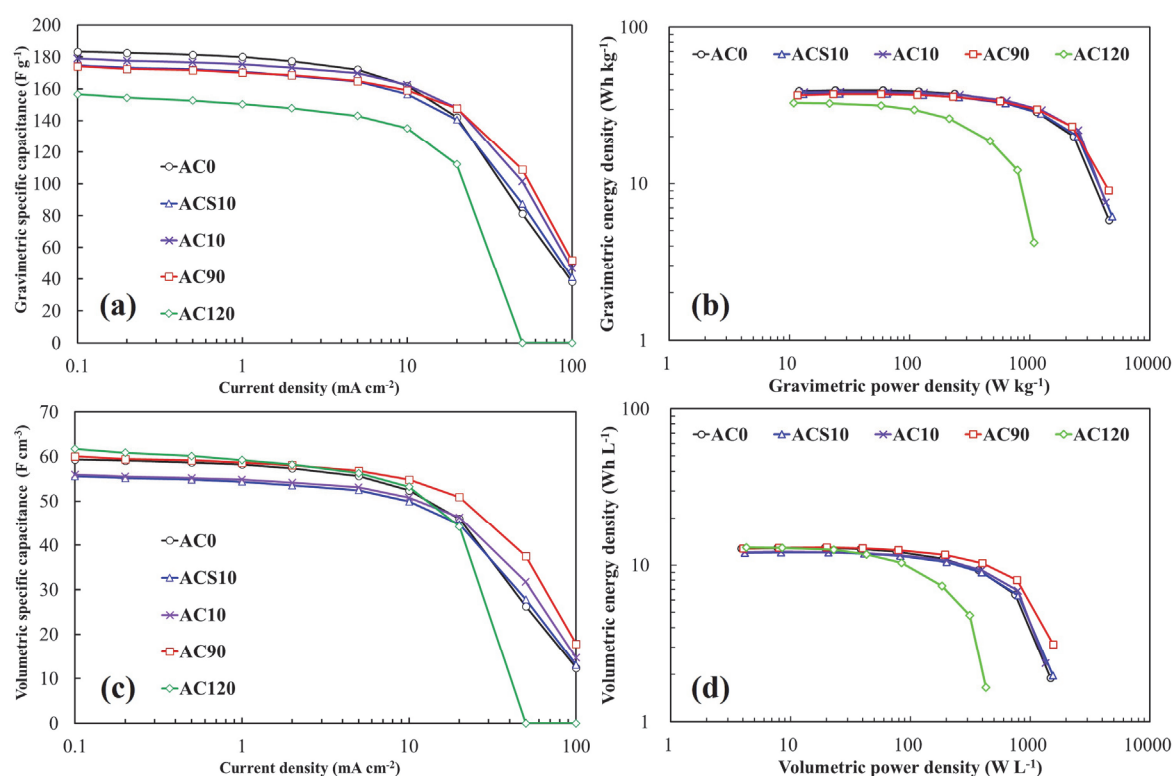 200
180
160
140
120
100
80
60
40
20
0
0.1
1
10
100
Gravimetric specific capacitance (F g⁻¹)
Current density (mA cm⁻²)
AC0
ACS10
AC10
AC90
AC120
(a)
AC0 ACS10 AC10 AC90 AC120
100
10
1
1
10
100
1000
10000
Gravimetric energy density (Wh kg⁻¹)
Gravimetric power density (W kg⁻¹)
(b)
70
60
50
40
30
20
10
0
0.1
1
10
100
Volumetric specific capacitance (F cm⁻³)
Current density (mA cm⁻²)
AC0
ACS10
AC10
AC90
AC120
(c)
AC0 ACS10 AC10 AC90 AC120
100
10
1
1
10
100
1000
10000
Volumetric energy density (Wh L⁻¹)
Volumetric power density (W L⁻¹)
(d)